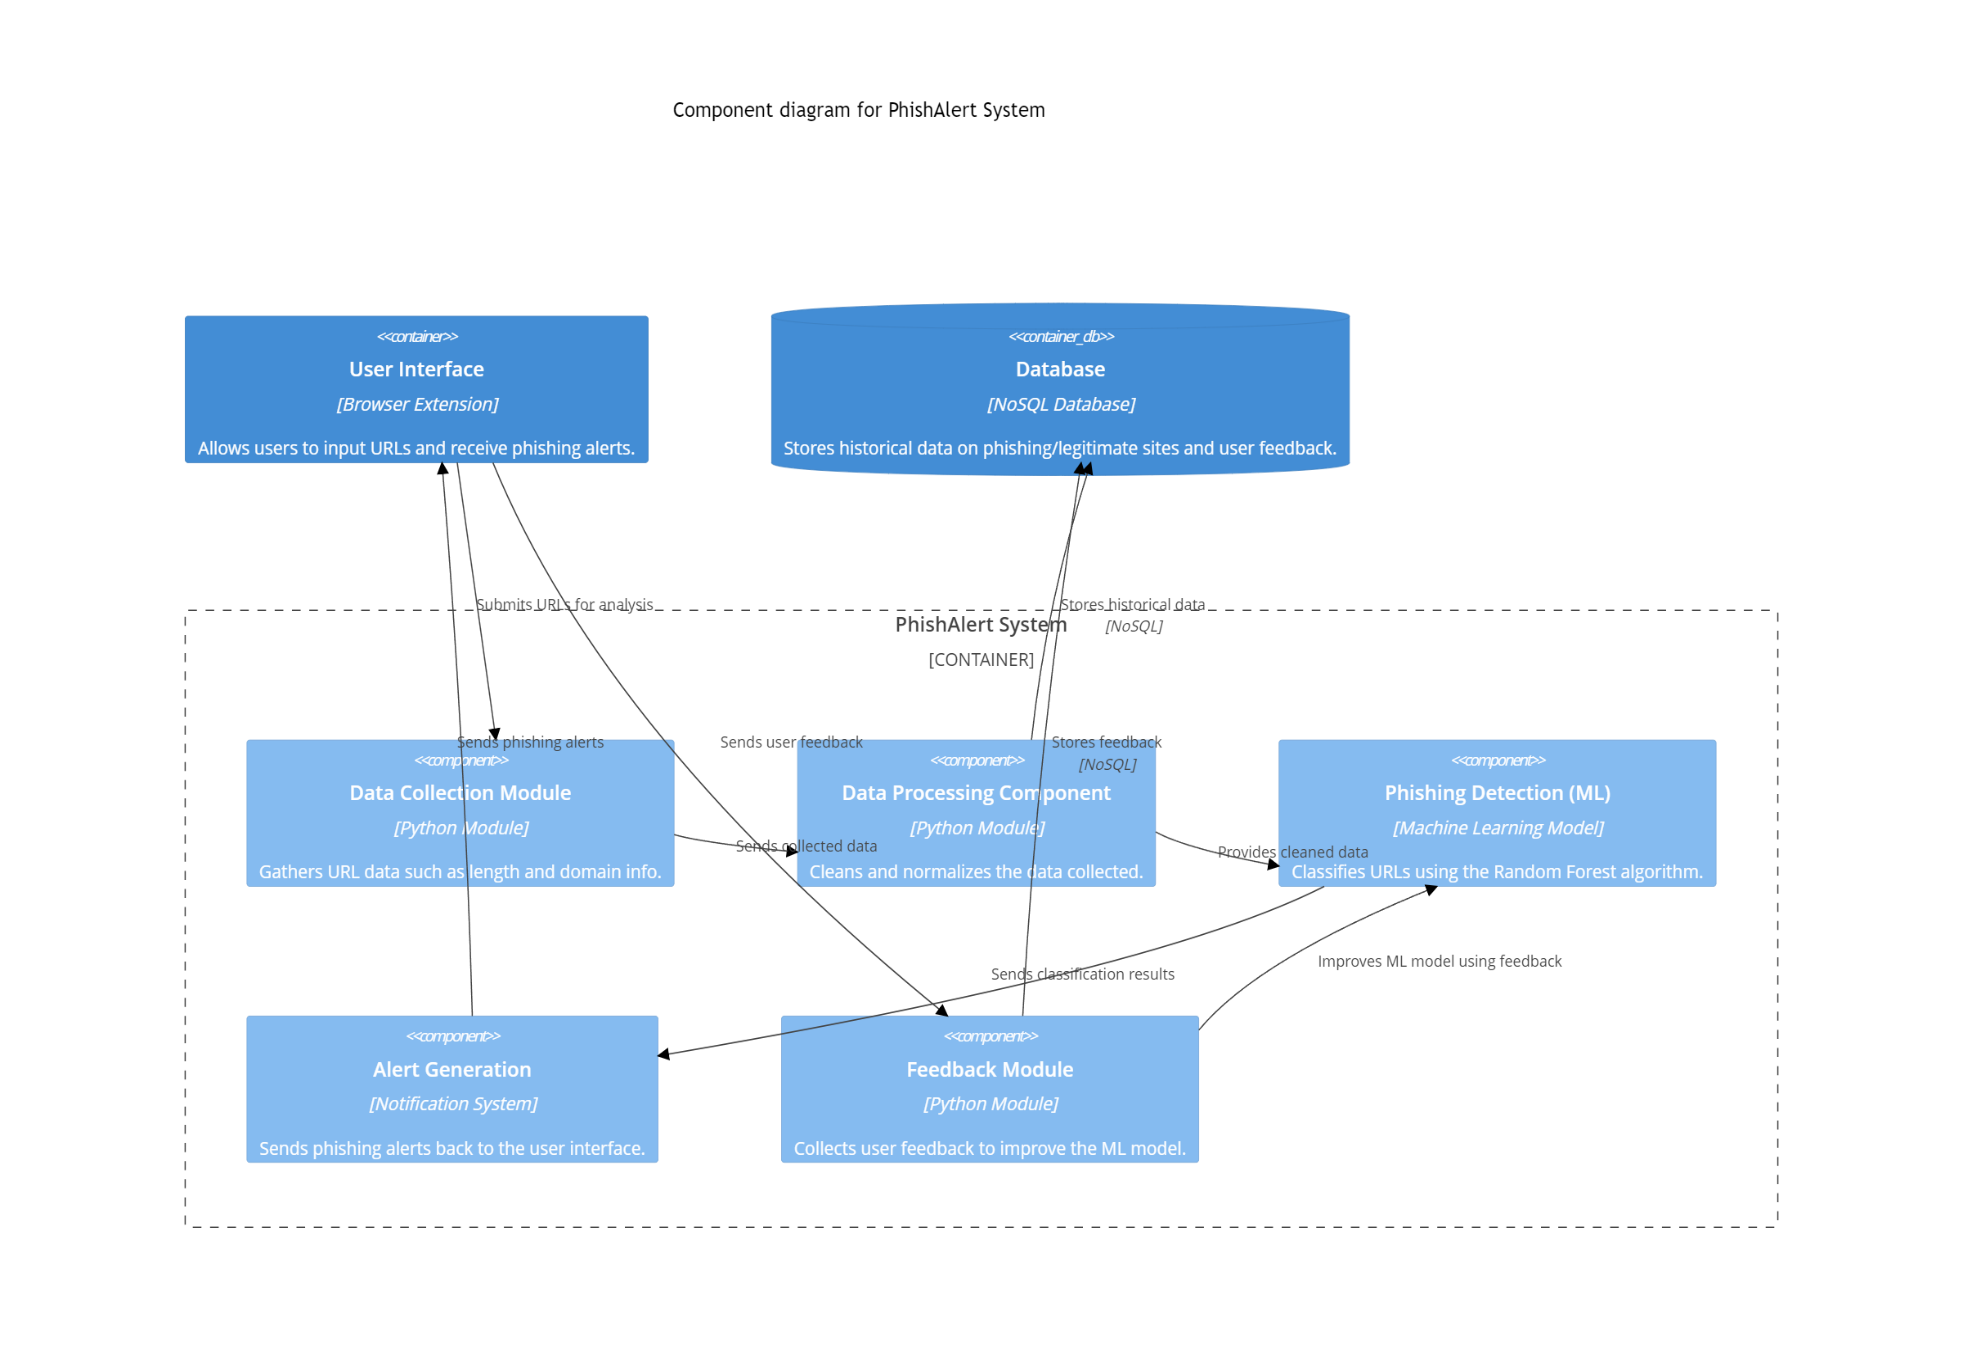 Component diagram for PhishAlert System
<<container>>
User Interface
[Browser Extension]
Allows users to input URLs and receive phishing alerts.
<<container_db>>
Database
[NoSQL Database]
Stores historical data on phishing/legitimate sites and user feedback.
Submits URLs for analysis
Stores historical data
[NoSQL]
PhishAlert System
[CONTAINER]
Sends phishing alerts
Sends user feedback
Stores feedback
[NoSQL]
<<component>>
Data Collection Module
[Python Module]
Gathers URL data such as length and domain info.
Sends collected data
<<component>>
Data Processing Component
[Python Module]
Cleans and normalizes the data collected.
Provides cleaned data
<<component>>
Phishing Detection (ML)
[Machine Learning Model]
Classifies URLs using the Random Forest algorithm.
Sends classification results
Improves ML model using feedback
<<component>>
Alert Generation
[Notification System]
Sends phishing alerts back to the user interface.
<<component>>
Feedback Module
[Python Module]
Collects user feedback to improve the ML model.